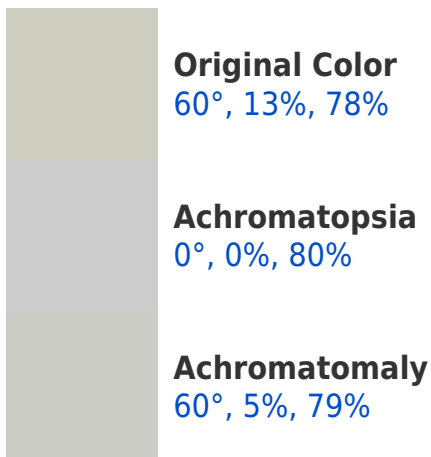 Original Color
60°, 13%, 78%
Achromatopsia
0°, 0%, 80%
Achromatomaly
60°, 5%, 79%